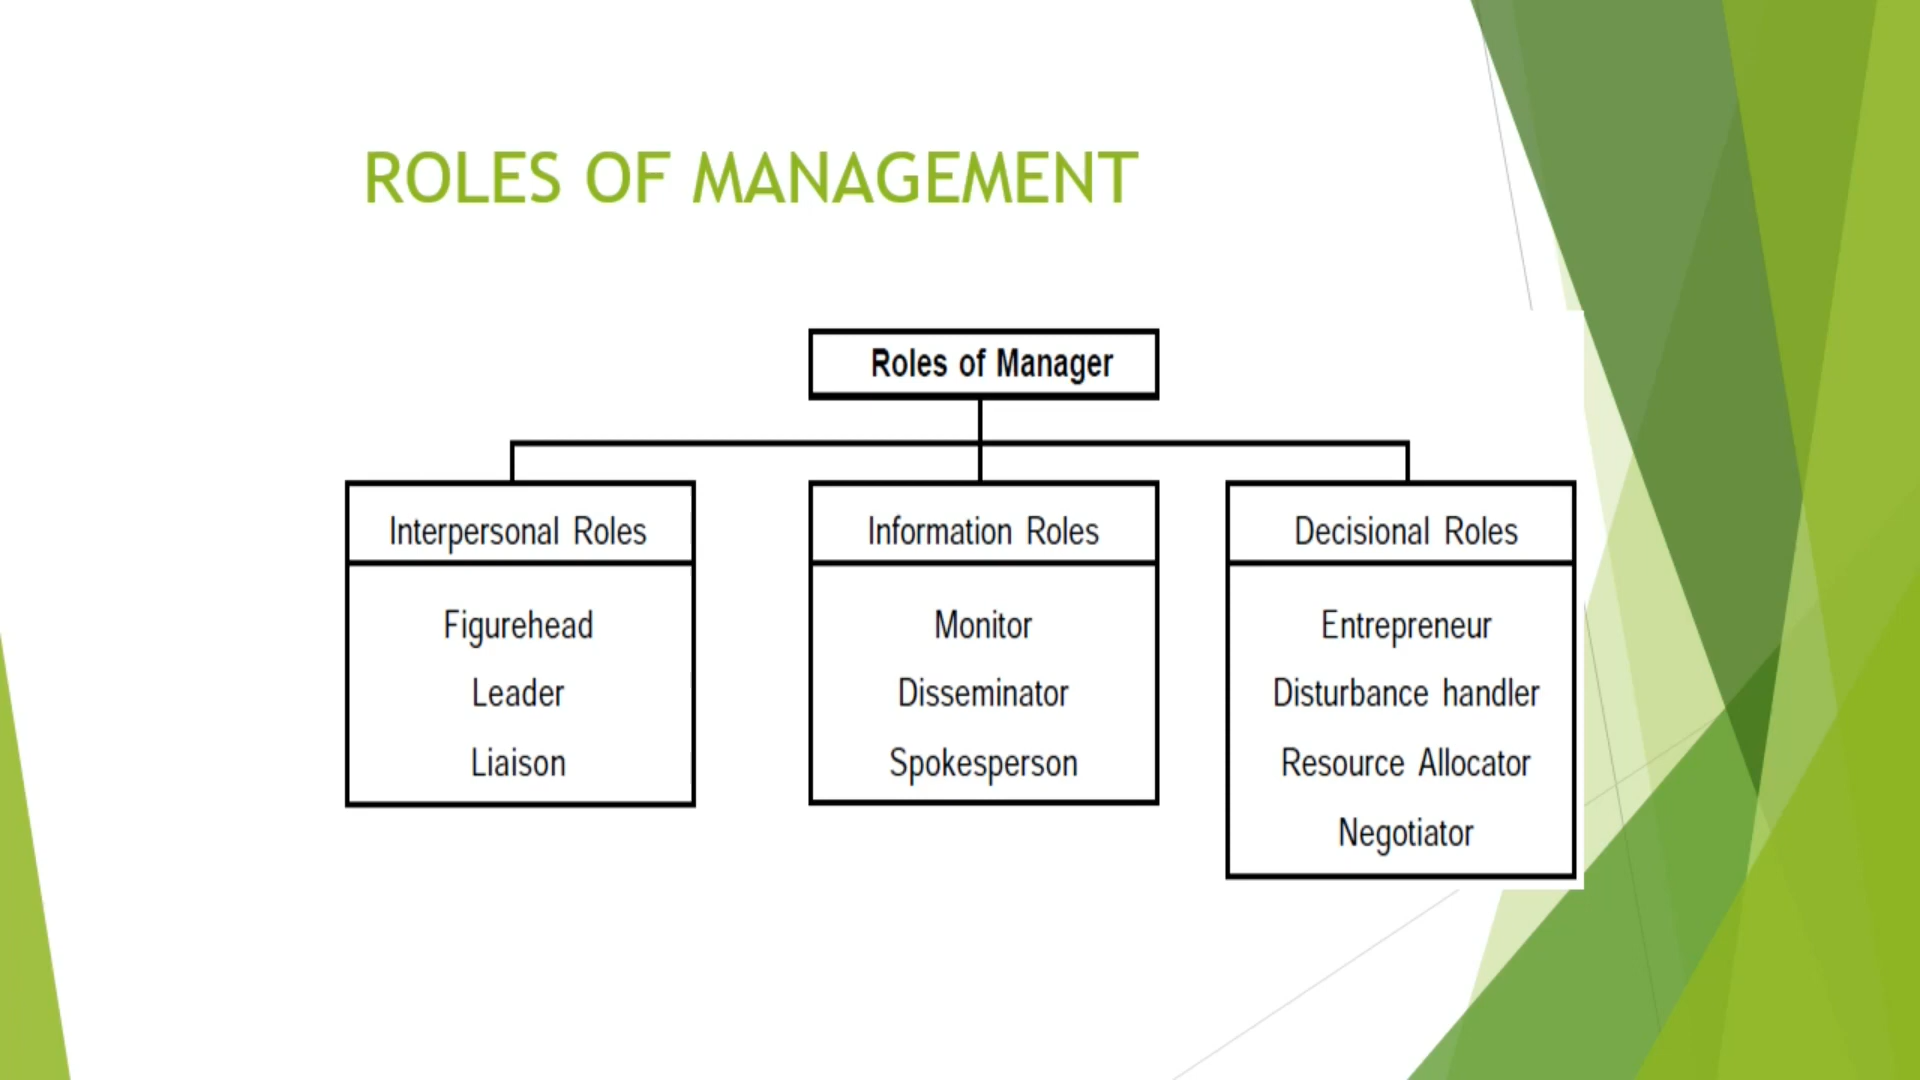 ROLES OF MANAGEMENT
Roles of Manager
Interpersonal Roles
Figurehead
Leader
Liaison
Information Roles
Monitor
Disseminator
Spokesperson
Decisional Roles
Entrepreneur
Disturbance handler
Resource Allocator
Negotiator